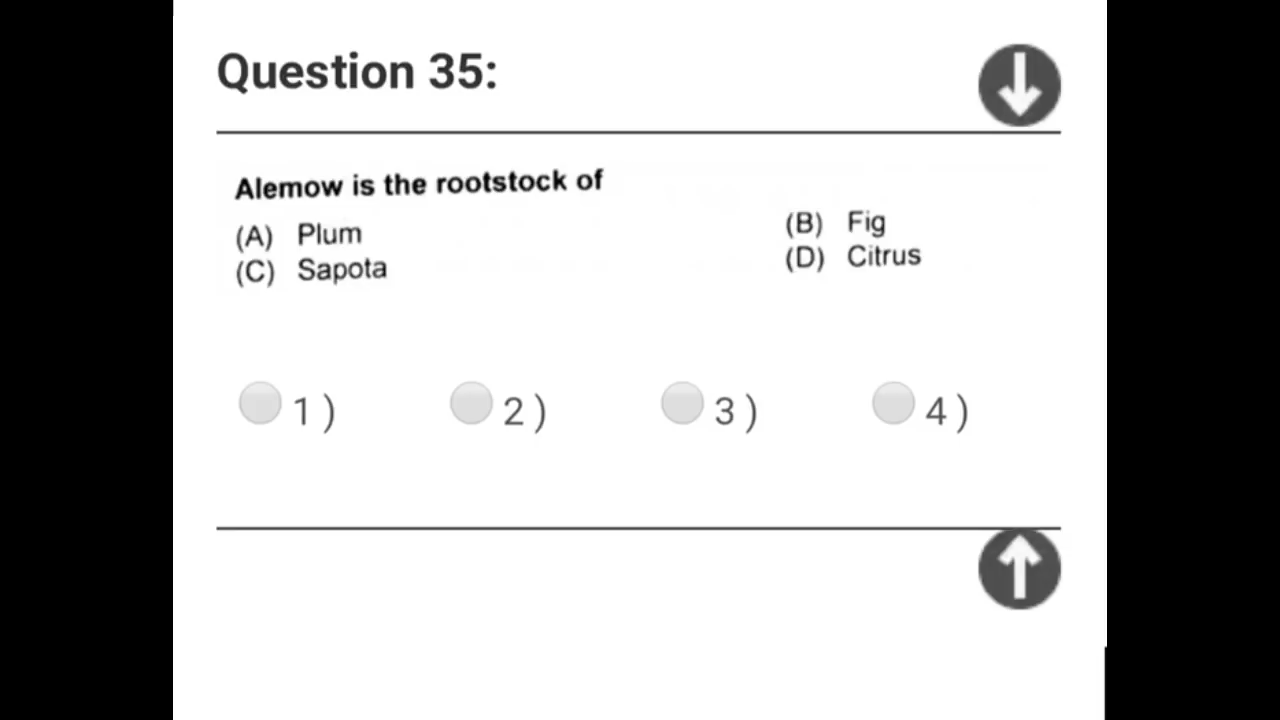 Question 35:
Alemow is the rootstock of
(A) Plum (B) Fig
(C) Sapota (D) Citrus
1 ) 2 ) 3 ) 4 )